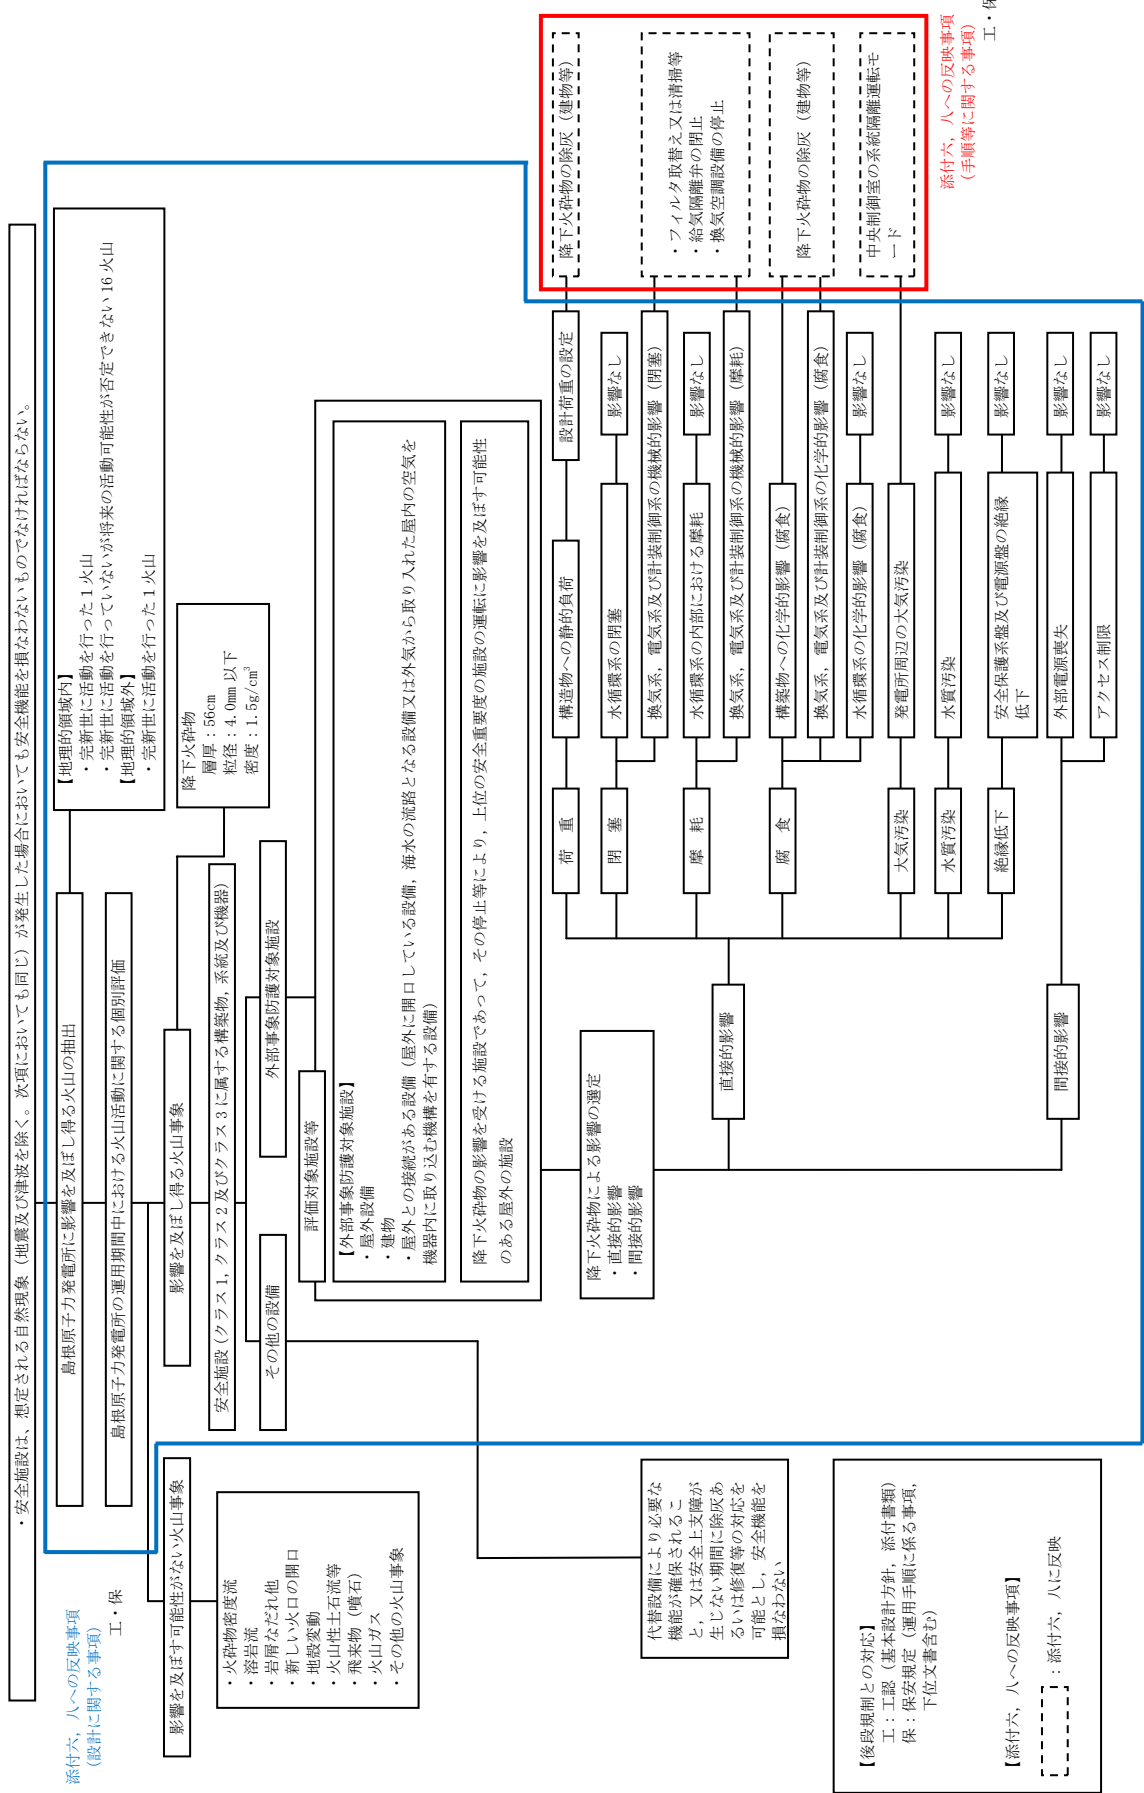 ・安全施設は、想定される自然現象（地震及び津波を除く。次項においても同じ）が発生した場合においても安全機能を損なわないものでなければならない。
添付六，八への反映事項
（設計に関する事項）
工・保
島根原子力発電所に影響を及ぼし得る火山の抽出
【地理的領域内】
・完新世に活動を行った１火山
・完新世に活動を行っていないが将来の活動可能性が否定できない 16 火山
【地理的領域外】
・完新世に活動を行った１火山
島根原子力発電所の運用期間中における火山活動に関する個別評価
影響を及ぼす可能性がない火山事象
・火砕物密度流
・溶岩流
・岩屑なだれ他
・新しい火口の開口
・地殻変動
・火山性土石流等
・飛来物（噴石）
・火山ガス
・その他の火山事象
影響を及ぼし得る火山事象
降下火砕物
層厚：56cm
粒径：4.0mm 以下
密度：1.5g/cm³
安全施設（クラス１，クラス２及びクラス３に属する構築物，系統及び機器）
その他の設備
外部事象防護対象施設
代替設備により必要な
機能が確保されるこ
と，又は安全上支障が
生じない期間に除灰あ
るいは修復等の対応を
可能とし，安全機能を
損なわない
評価対象施設等
【外部事象防護対象施設】
・屋外設備
・建物
・屋外との接続がある設備（屋外に開口している設備，海水の流路となる設備又は外気から取り入れた屋内の空気を
機器内に取り込む機構を有する設備）
降下火砕物の影響を受ける施設であって，その停止等により，上位の安全重要度の施設の運転に影響を及ぼす可能性
のある屋外の施設
降下火砕物による影響の選定
・直接的影響
・間接的影響
直接的影響
荷　重
構造物への静的負荷
設計荷重の設定
降下火砕物の除灰（建物等）
閉　塞
水循環系の閉塞
影響なし
換気系，電気系及び計装制御系の機械的影響（閉塞）
・フィルタ取替え又は清掃等
・給気隔離弁の閉止
・換気空調設備の停止
摩　耗
水循環系の内部における摩耗
影響なし
換気系，電気系及び計装制御系の機械的影響（摩耗）
腐　食
構築物への化学的影響（腐食）
降下火砕物の除灰（建物等）
換気系，電気系及び計装制御系の化学的影響（腐食）
水循環系の化学的影響（腐食）
影響なし
大気汚染
発電所周辺の大気汚染
中央制御室の系統隔離運転モ
ード
水質汚染
水質汚染
影響なし
絶縁低下
安全保護系盤及び電源盤の絶縁
低下
影響なし
間接的影響
外部電源喪失
影響なし
アクセス制限
影響なし
添付六，八への反映事項
（手順等に関する事項）
工・保
【後段規制との対応】
工：工認（基本設計方針，添付書類）
保：保安規定（運用手順に係る事項，
下位文書含む）
【添付六，八への反映事項】
：添付六，八に反映